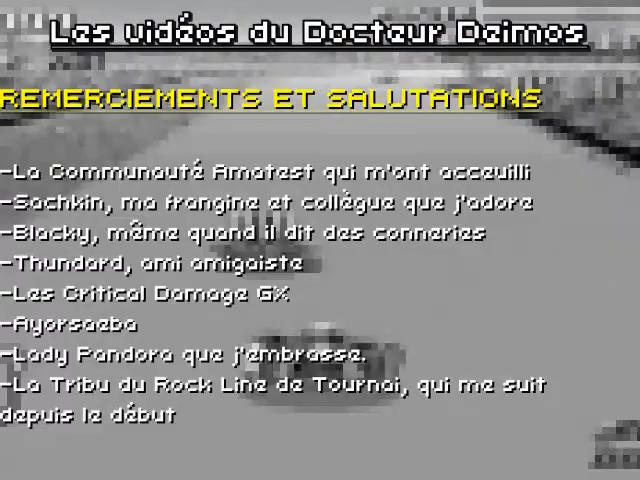 Les vidéos du Docteur Deimos
REMERCIEMENTS ET SALUTATIONS
-La Communauté Amatest qui m'ont acceuilli
-Sachkin, ma frangine et collègue que j'adore
-Blacky, même quand il dit des conneries
-Thundard, ami amigaiste
-Les Critical Damage GX
-Ayorsaeba
-Lady Pandora que j'embrasse.
-La Tribu du Rock Line de Tournai, qui me suit
depuis le début